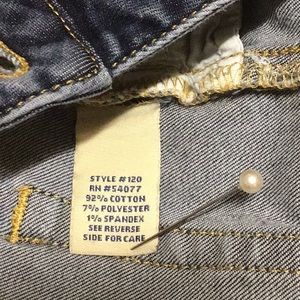 STYLE #120
RN #54077
92% COTTON
7% POLYESTER
1% SPANDEX
SEE REVERSE
SIDE FOR CARE